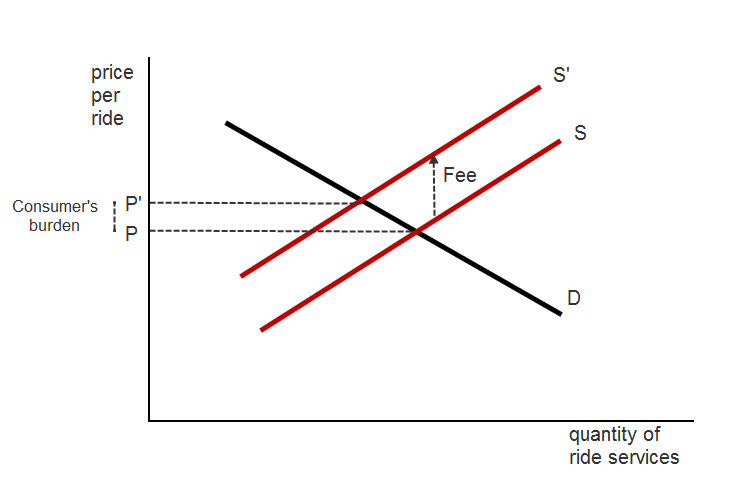 price
per
ride
S'
S
Fee
Consumer's
burden
P'
P
D
quantity of
ride services